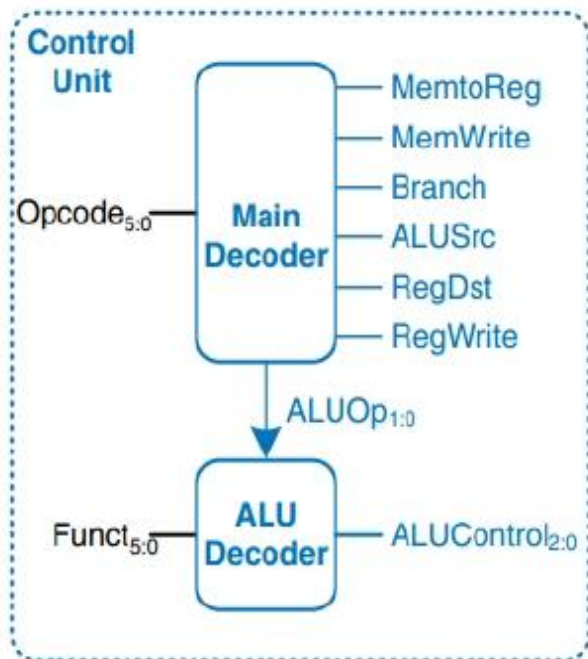 Control
Unit
MemtoReg
MemWrite
Branch
Opcode5:0
Main
Decoder
ALUSrc
RegDst
RegWrite
ALUOp1:0
Funct5:0
ALU
Decoder
ALUControl2:0